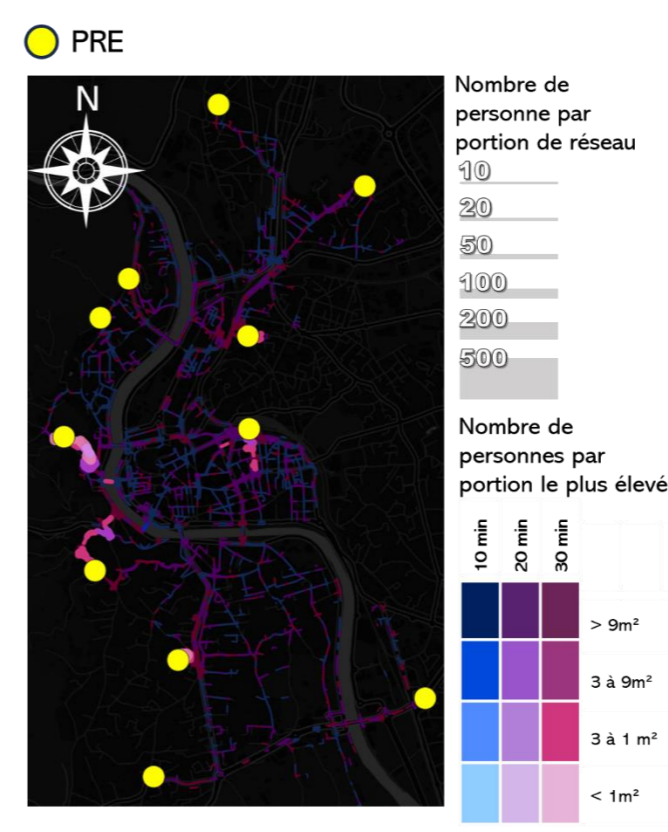 PRE
N
Nombre de
personne par
portion de réseau
10
20
50
100
200
500
Nombre de
personnes par
portion le plus élevé
10 min
20 min
30 min
> 9m²
3 à 9m²
3 à 1 m²
< 1m²